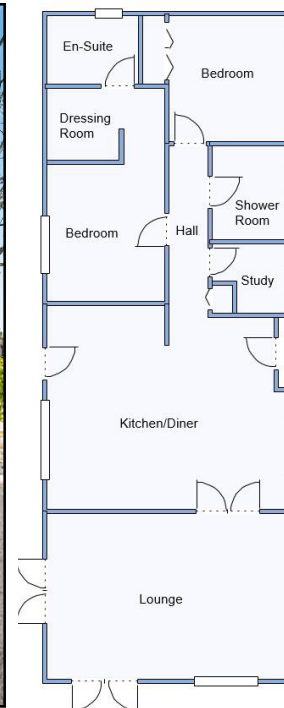 En-Suite
Bedroom
Dressing
Room
Bedroom
Hall
Shower
Room
Study
Kitchen/Diner
Lounge